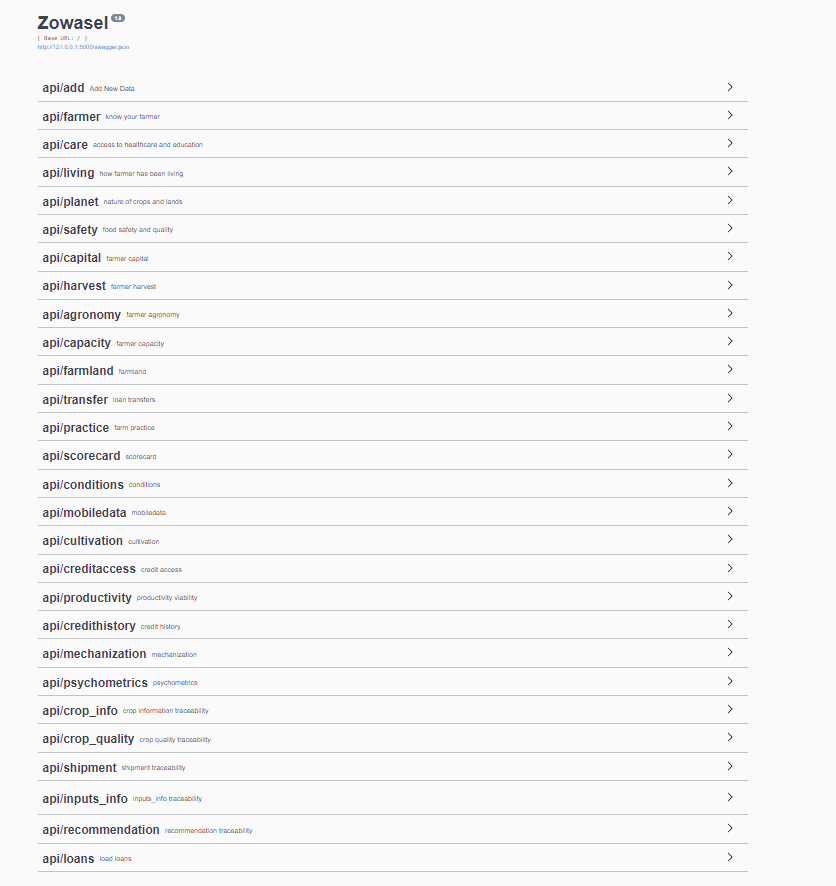 Zowasel 1.0
[ Base URL: / ]
http://127.0.0.1:5000/swagger.json
api/add Add New Data
api/farmer know your farmer
api/care access to healthcare and education
api/living how farmer has been living
api/planet nature of crops and lands
api/safety food safety and quality
api/capital farmer capital
api/harvest farmer harvest
api/agronomy farmer agronomy
api/capacity farmer capacity
api/farmland farmland
api/transfer loan transfers
api/practice farm practice
api/scorecard scorecard
api/conditions conditions
api/mobiledata mobiledata
api/cultivation cultivation
api/creditaccess credit access
api/productivity productivity viability
api/credithistory credit history
api/mechanization mechanization
api/psychometrics psychometrics
api/crop_info crop information traceability
api/crop_quality crop quality traceability
api/shipment shipment traceability
api/inputs_info inputs_info traceability
api/recommendation recommendation traceability
api/loans load loans